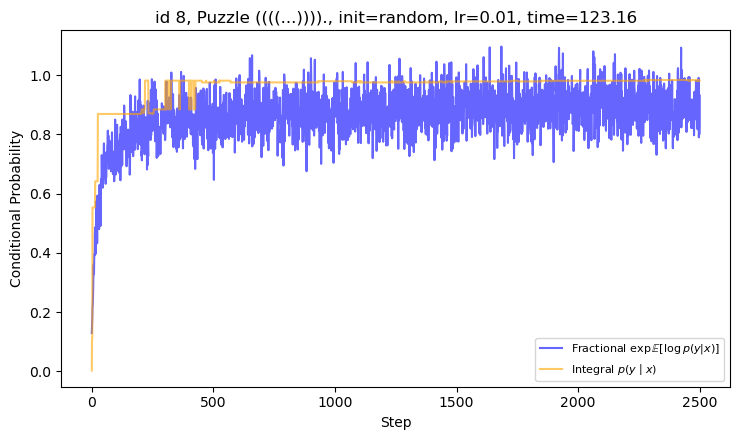 id 8, Puzzle ((((...))))., init=random, lr=0.01, time=123.16
Conditional Probability
1.0
0.8
0.6
0.4
0.2
0.0
Fractional exp𝔼[log p(y|x)]
Integral p(y | x)
0 500 1000 1500 2000 2500
Step